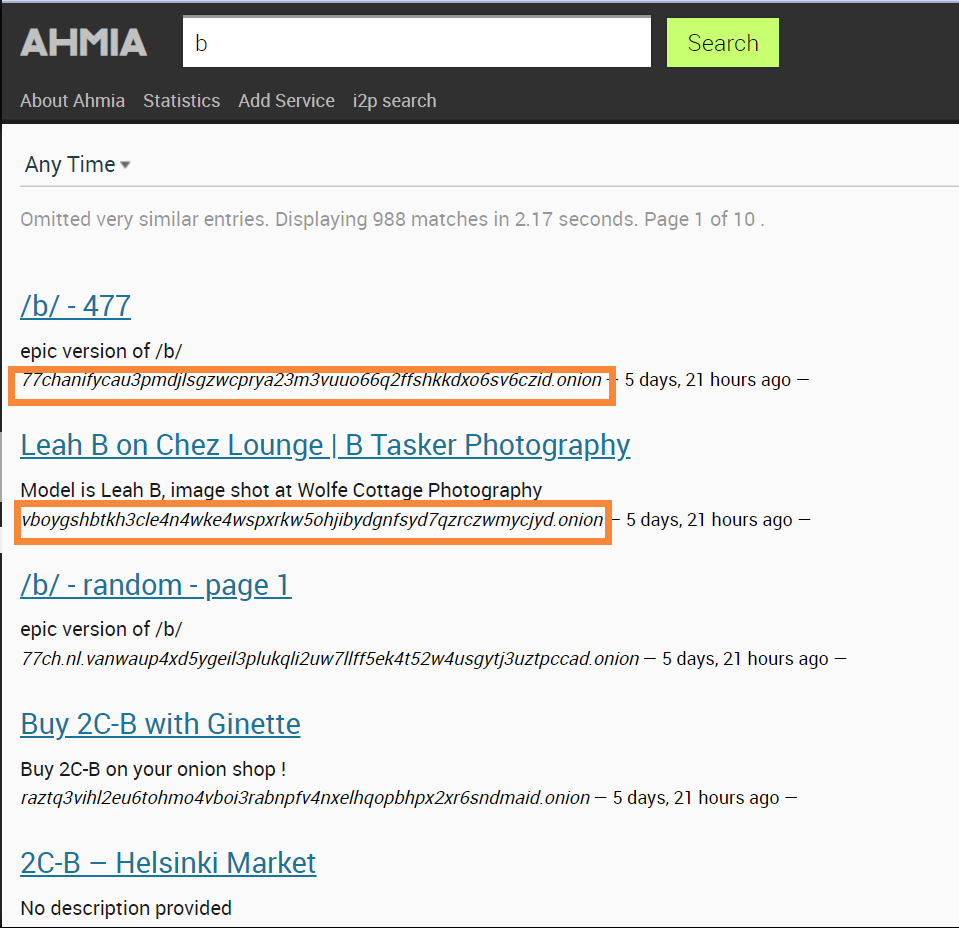 AHMIA
b
Search
About Ahmia Statistics Add Service i2p search
Any Time
Omitted very similar entries. Displaying 988 matches in 2.17 seconds. Page 1 of 10 .
/b/ - 477
epic version of /b/
77chanifycau3pmdjlsgzwcprya23m3vuuo66q2ffshkkdxo6sv6czid.onion — 5 days, 21 hours ago —
Leah B on Chez Lounge | B Tasker Photography
Model is Leah B, image shot at Wolfe Cottage Photography
vboygshbtkh3cle4n4wke4wspxrkw5ohjibydgnfsyd7qzrczwmycjyd.onion — 5 days, 21 hours ago —
/b/ - random - page 1
epic version of /b/
77ch.nl.vanwaup4xd5ygeil3plukqli2uw7llff5ek4t52w4usgytj3uztpccad.onion — 5 days, 21 hours ago —
Buy 2C-B with Ginette
Buy 2C-B on your onion shop !
raztq3vihl2eu6tohmo4vboi3rabnpfv4nxelhqopbhpx2xr6sndmaid.onion — 5 days, 21 hours ago —
2C-B – Helsinki Market
No description provided